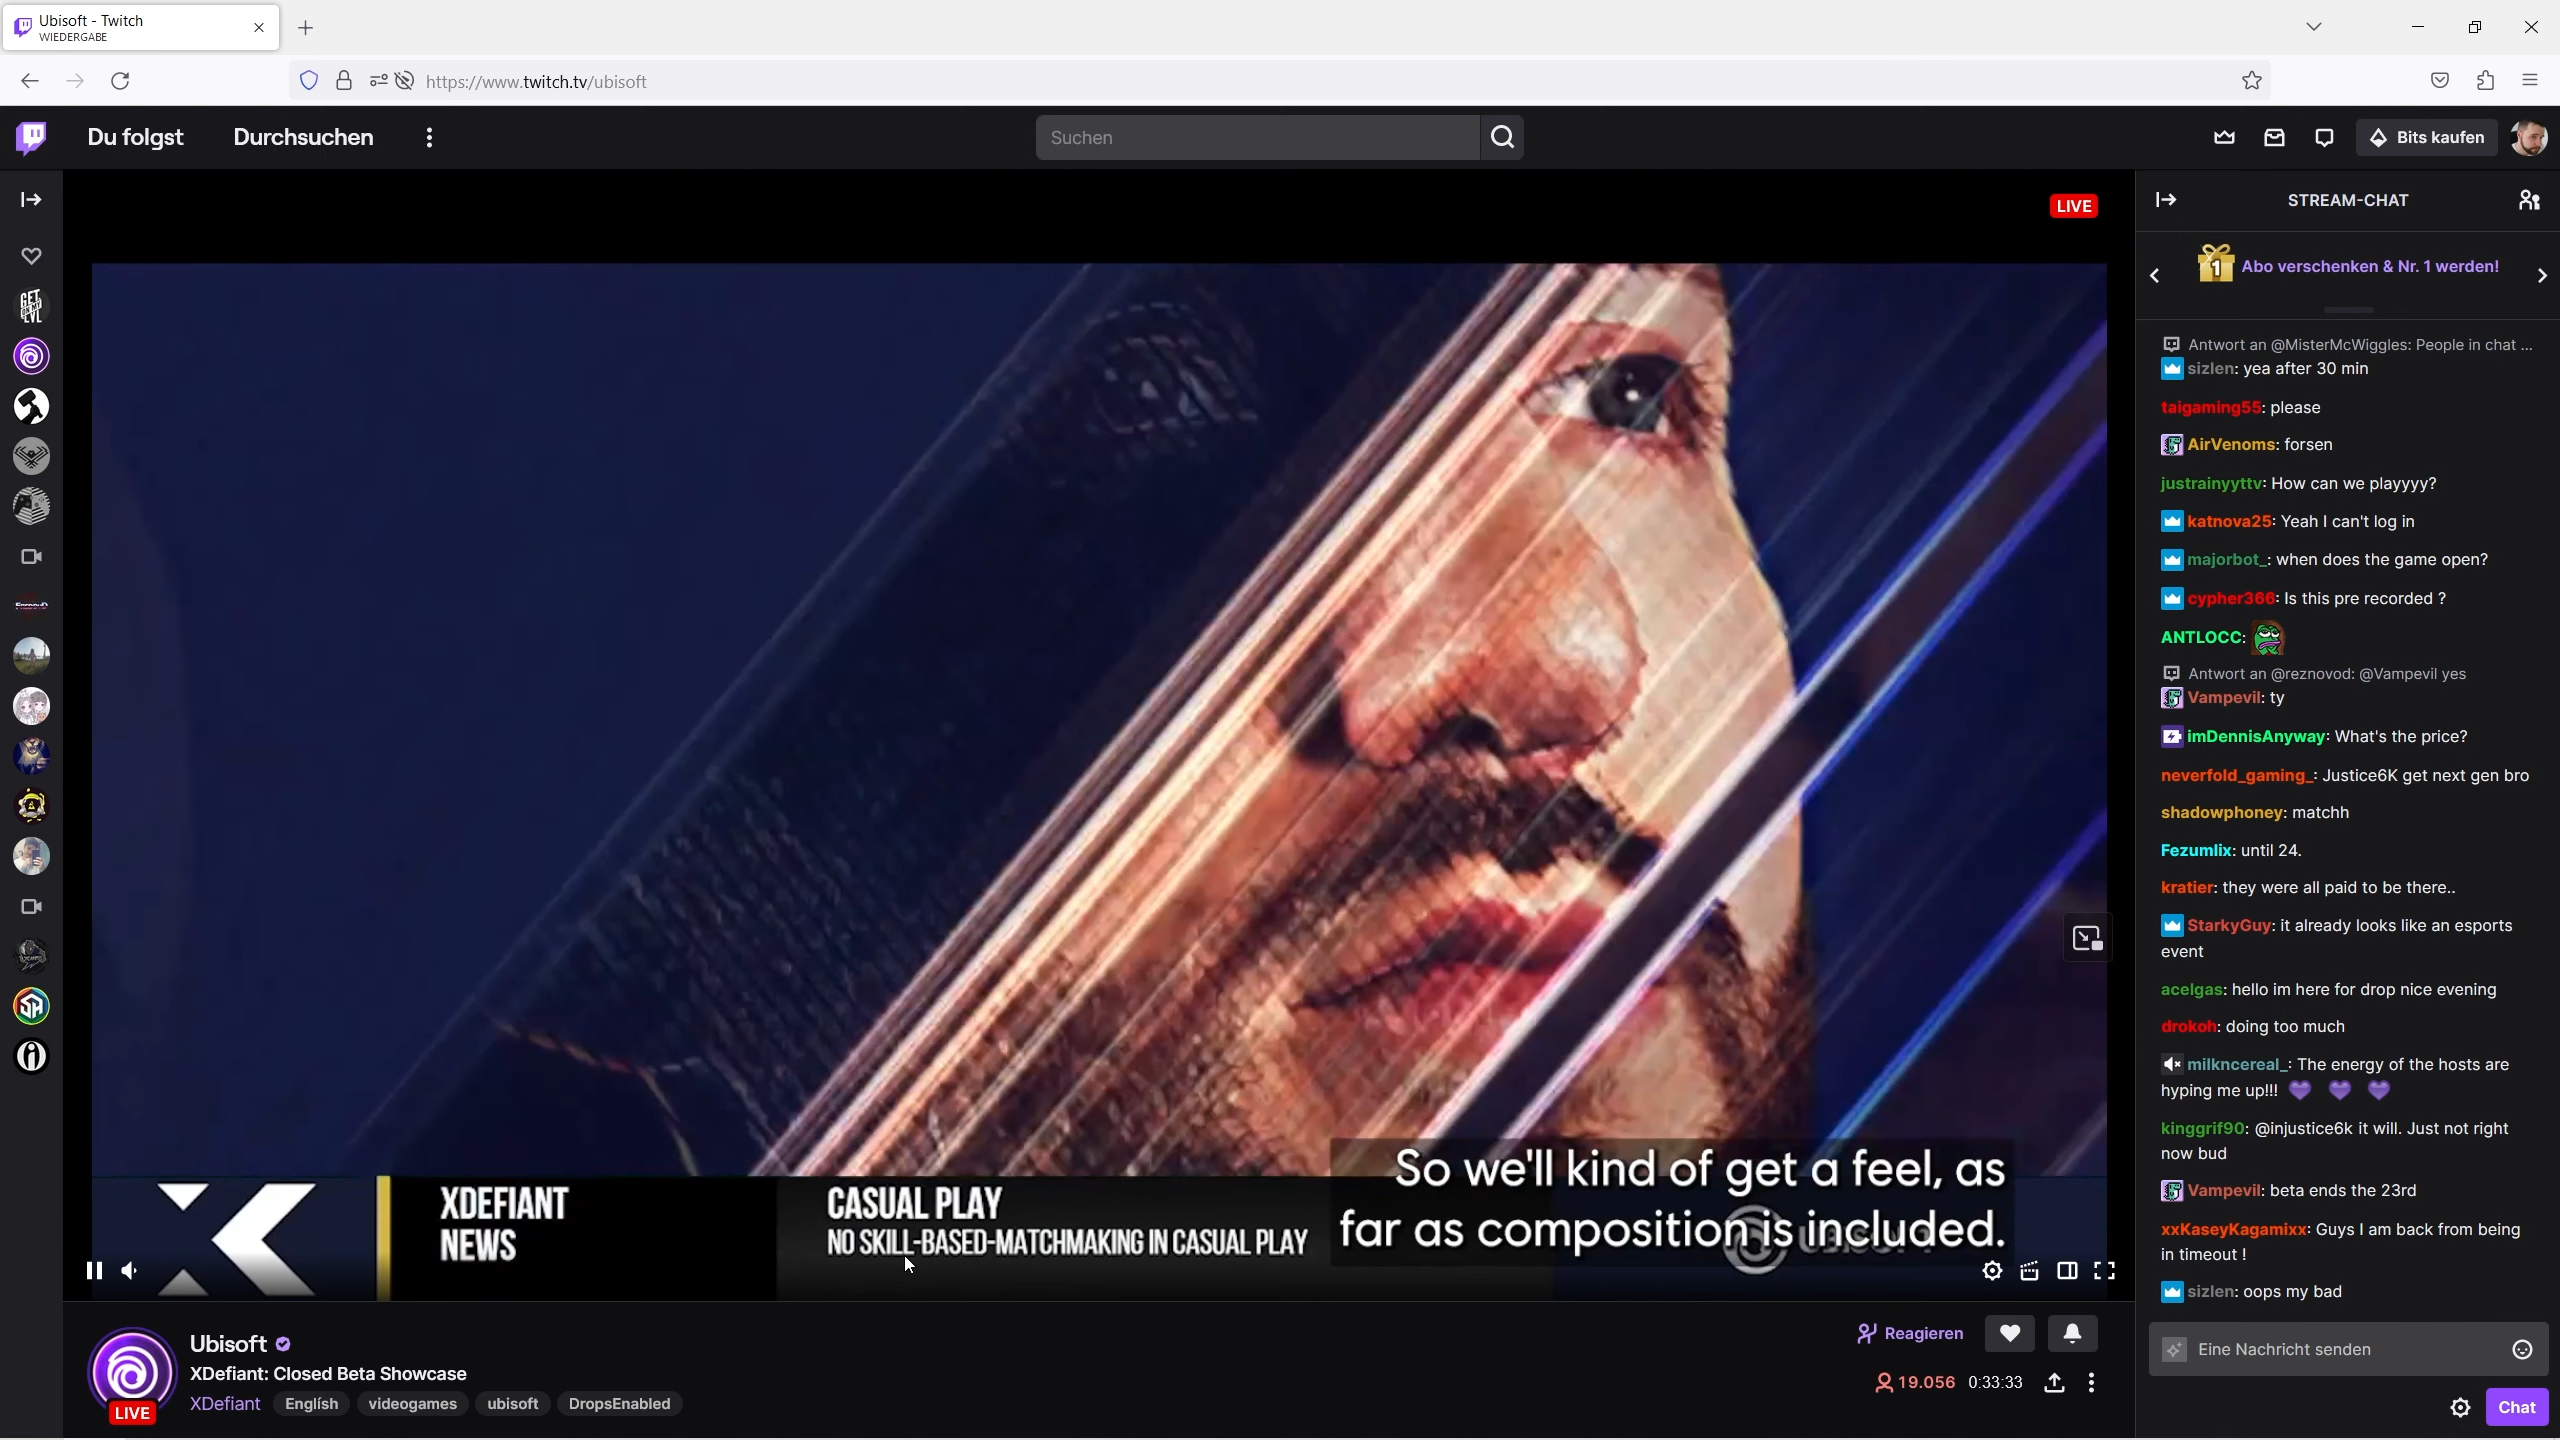 Ubisoft - Twitch
WIEDERGABE
https://www.twitch.tv/ubisoft
Du folgst
Durchsuchen
Suchen
Bits kaufen
LIVE
STREAM-CHAT
1
Abo verschenken & Nr. 1 werden!
Antwort an @MisterMcWiggles: People in chat ...
sizlen: yea after 30 min
taigaming55: please
AirVenoms: forsen
justrainyyttv: How can we playyyy?
katnova25: Yeah I can't log in
majorbot_: when does the game open?
cypher366: Is this pre recorded ?
ANTLOCC:
Antwort an @reznovod: @Vampevil yes
Vampevil: ty
imDennisAnyway: What's the price?
neverfold_gaming_: Justice6K get next gen bro
shadowphoney: matchh
Fezumlix: until 24.
kratier: they were all paid to be there..
StarkyGuy: it already looks like an esports
event
acelgas: hello im here for drop nice evening
drokoh: doing too much
milkncereal_: The energy of the hosts are
hyping me up!!!
kinggrif90: @injustice6k it will. Just not right
now bud
Vampevil: beta ends the 23rd
xxKaseyKagamixx: Guys I am back from being
in timeout !
sizlen: oops my bad
Eine Nachricht senden
Chat
GET
ON MY
LVL
SA
So we'll kind of get a feel, as
far as composition is included.
XDEFIANT
NEWS
CASUAL PLAY
NO SKILL-BASED-MATCHMAKING IN CASUAL PLAY
Ubisoft
XDefiant: Closed Beta Showcase
XDefiant
English
videogames
ubisoft
DropsEnabled
LIVE
Reagieren
19.056
0:33:33